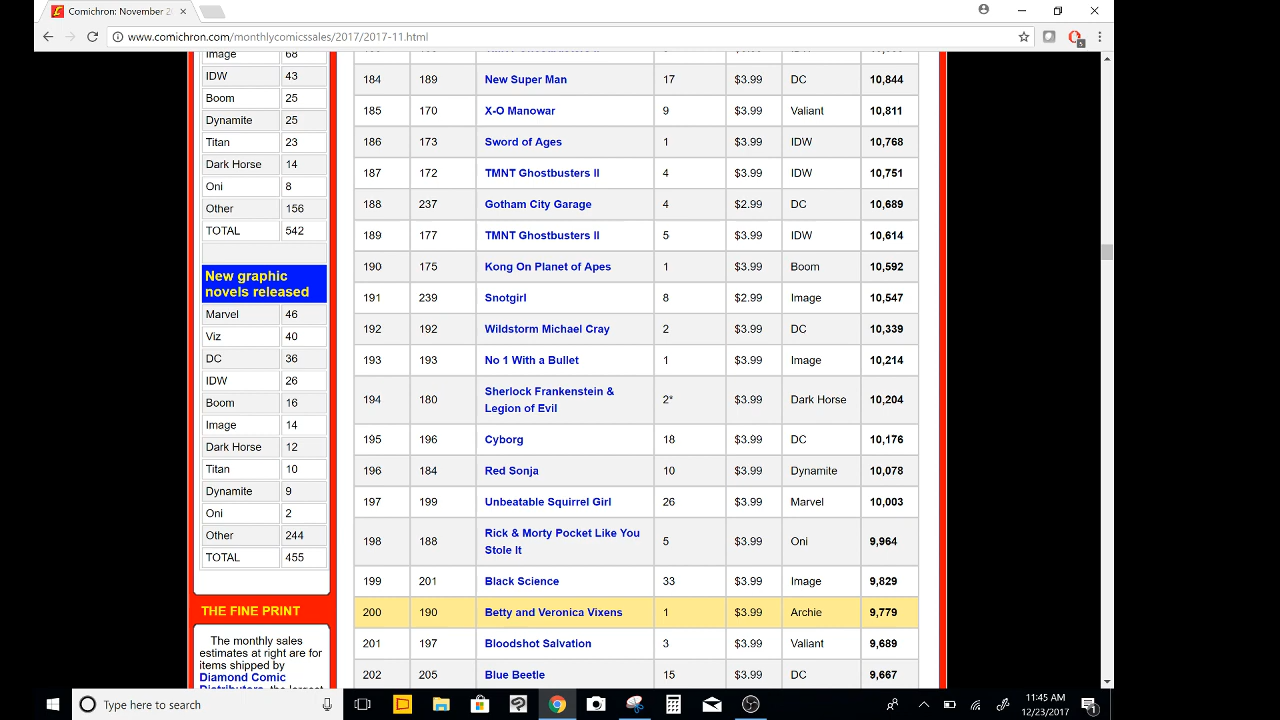 Comichron: November 2
www.comichron.com/monthlycomicssales/2017/2017-11.html
5
Image 68
IDW 43
Boom 25
Dynamite 25
Titan 23
Dark Horse 14
Oni 8
Other 156
TOTAL 542
New graphic
novels released
Marvel 46
Viz 40
DC 36
IDW 26
Boom 16
Image 14
Dark Horse 12
Titan 10
Dynamite 9
Oni 2
Other 244
TOTAL 455
THE FINE PRINT
The monthly sales
estimates at right are for
items shipped by
Diamond Comic
Distributors, the largest
TMNT Ghostbusters II
184 189 New Super Man 17 $3.99 DC 10,844
185 170 X-O Manowar 9 $3.99 Valiant 10,811
186 173 Sword of Ages 1 $3.99 IDW 10,768
187 172 TMNT Ghostbusters II 4 $3.99 IDW 10,751
188 237 Gotham City Garage 4 $2.99 DC 10,689
189 177 TMNT Ghostbusters II 5 $3.99 IDW 10,614
190 175 Kong On Planet of Apes 1 $3.99 Boom 10,592
191 239 Snotgirl 8 $2.99 Image 10,547
192 192 Wildstorm Michael Cray 2 $3.99 DC 10,339
193 193 No 1 With a Bullet 1 $3.99 Image 10,214
194 180 Sherlock Frankenstein &
Legion of Evil 2* $3.99 Dark Horse 10,204
195 196 Cyborg 18 $3.99 DC 10,176
196 184 Red Sonja 10 $3.99 Dynamite 10,078
197 199 Unbeatable Squirrel Girl 26 $3.99 Marvel 10,003
198 188 Rick & Morty Pocket Like You
Stole It 5 $3.99 Oni 9,964
199 201 Black Science 33 $3.99 Image 9,829
200 190 Betty and Veronica Vixens 1 $3.99 Archie 9,779
201 197 Bloodshot Salvation 3 $3.99 Valiant 9,689
202 205 Blue Beetle 15 $3.99 DC 9,667
Type here to search
11:45 AM
12/23/2017
1